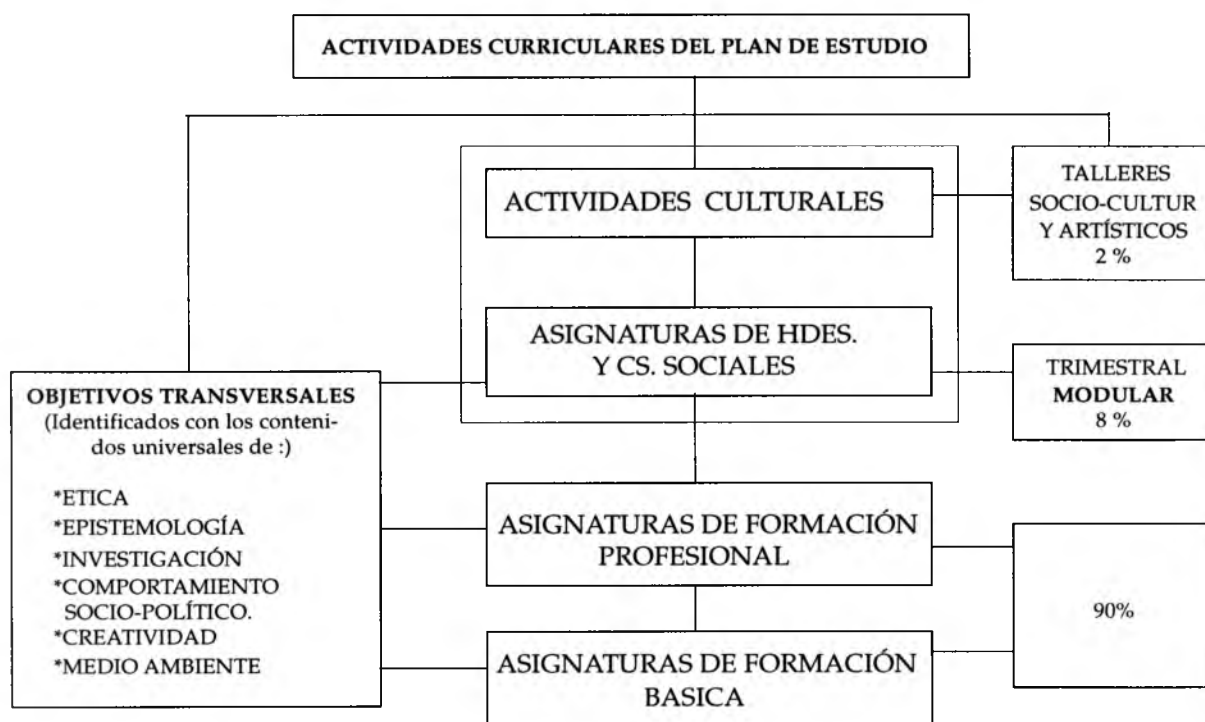 ACTIVIDADES CURRICULARES DEL PLAN DE ESTUDIO
ACTIVIDADES CULTURALES
TALLERES
SOCIO-CULTUR
Y ARTÍSTICOS
2 %
ASIGNATURAS DE HDES.
Y CS. SOCIALES
TRIMESTRAL
MODULAR
8 %
OBJETIVOS TRANSVERSALES
(Identificados con los conteni-
dos universales de :)
*ETICA
*EPISTEMOLOGÍA
*INVESTIGACIÓN
*COMPORTAMIENTO
SOCIO-POLÍTICO.
*CREATIVIDAD
*MEDIO AMBIENTE
ASIGNATURAS DE FORMACIÓN
PROFESIONAL
90%
ASIGNATURAS DE FORMACIÓN
BASICA